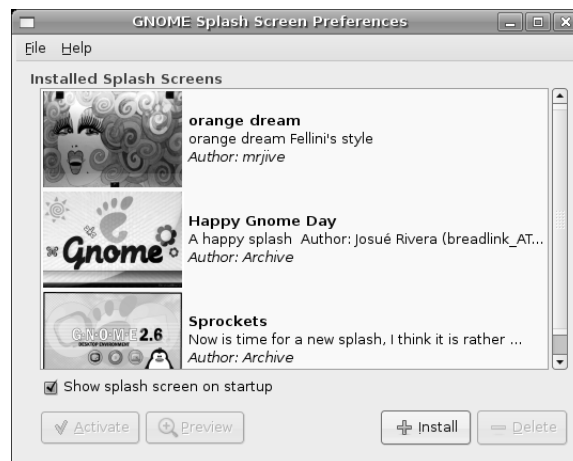 GNOME Splash Screen Preferences
File Help
Installed Splash Screens
orange dream
orange dream Fellini's style
Author: mrjive
Gnome
Happy Gnome Day
A happy splash Author: Josué Rivera (breadlink_AT...
Author: Archive
G·N·O·M·E 2.6
DESKTOP ENVIRONMENT
Sprockets
Now is time for a new splash, I think it is rather ...
Author: Archive
Show splash screen on startup
Activate
Preview
Install
Delete